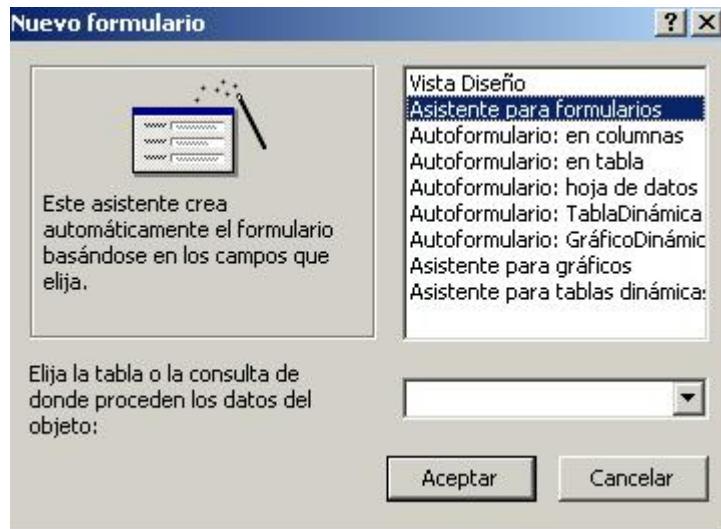 Nuevo formulario
Este asistente crea
automáticamente el formulario
basándose en los campos que
elija.
Vista Diseño
Asistente para formularios
Autoformulario: en columnas
Autoformulario: en tabla
Autoformulario: hoja de datos
Autoformulario: TablaDinámica
Autoformulario: GráficoDinámic
Asistente para gráficos
Asistente para tablas dinámicas
Elija la tabla o la consulta de
donde proceden los datos del
objeto:
Aceptar
Cancelar